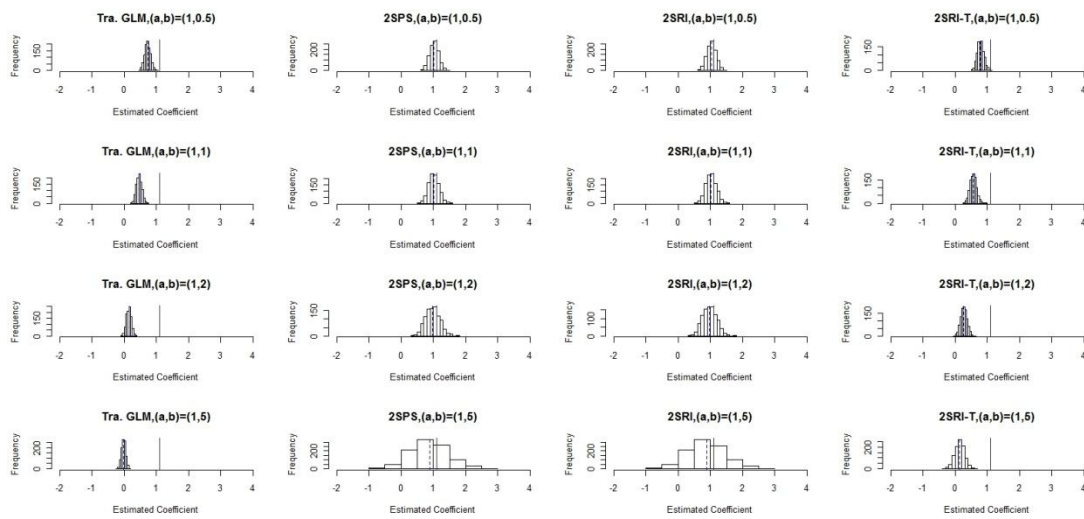 Tra. GLM,(a,b)=(1,0.5)
2SPS,(a,b)=(1,0.5)
2SRI,(a,b)=(1,0.5)
2SRI-T,(a,b)=(1,0.5)
Frequency
0 150
-2 -1 0 1 2 3 4
Estimated Coefficient
Frequency
0 200
-2 -1 0 1 2 3 4
Estimated Coefficient
Frequency
0 200
-2 -1 0 1 2 3 4
Estimated Coefficient
Frequency
0 150
-2 -1 0 1 2 3 4
Estimated Coefficient
Tra. GLM,(a,b)=(1,1)
2SPS,(a,b)=(1,1)
2SRI,(a,b)=(1,1)
2SRI-T,(a,b)=(1,1)
Frequency
0 150
-2 -1 0 1 2 3 4
Estimated Coefficient
Frequency
0 150
-2 -1 0 1 2 3 4
Estimated Coefficient
Frequency
0 150
-2 -1 0 1 2 3 4
Estimated Coefficient
Frequency
0 150
-2 -1 0 1 2 3 4
Estimated Coefficient
Tra. GLM,(a,b)=(1,2)
2SPS,(a,b)=(1,2)
2SRI,(a,b)=(1,2)
2SRI-T,(a,b)=(1,2)
Frequency
0 150
-2 -1 0 1 2 3 4
Estimated Coefficient
Frequency
0 150
-2 -1 0 1 2 3 4
Estimated Coefficient
Frequency
0 100
-2 -1 0 1 2 3 4
Estimated Coefficient
Frequency
0 150
-2 -1 0 1 2 3 4
Estimated Coefficient
Tra. GLM,(a,b)=(1,5)
2SPS,(a,b)=(1,5)
2SRI,(a,b)=(1,5)
2SRI-T,(a,b)=(1,5)
Frequency
0 200
-2 -1 0 1 2 3 4
Estimated Coefficient
Frequency
0 200
-2 -1 0 1 2 3 4
Estimated Coefficient
Frequency
0 200
-2 -1 0 1 2 3 4
Estimated Coefficient
Frequency
0 200
-2 -1 0 1 2 3 4
Estimated Coefficient